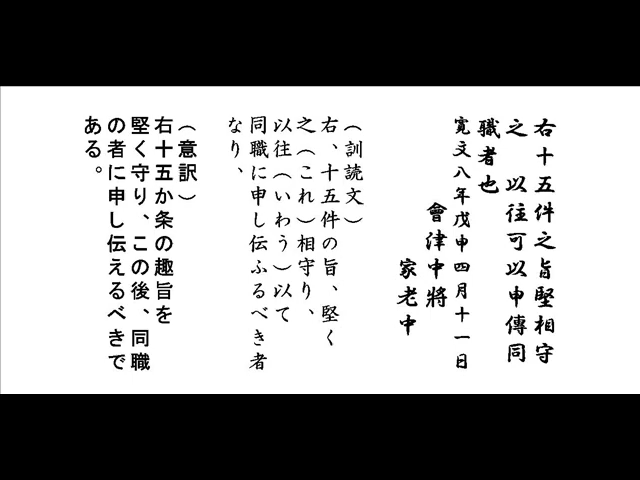 右十五件之旨堅相守
之　以往可以申傳同
職者也
寛文八年戊申四月十一日
會津中將
家老中
（訓読文）
右、十五件の旨、堅く
之（これ）相守り、
以往（いわう）以て
同職に申し伝ふるべき者
なり、
（意訳）
右十五か条の趣旨を
堅く守り、この後、同職
の者に申し伝えるべきで
ある。